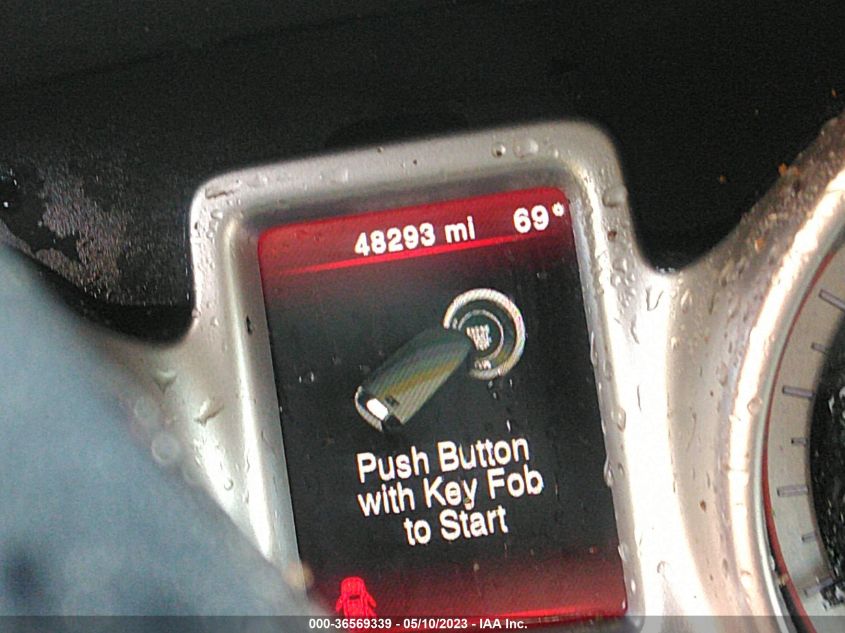 48293 mi 69°
Push Button
with Key Fob
to Start
000-36569339 - 05/10/2023 - IAA Inc.